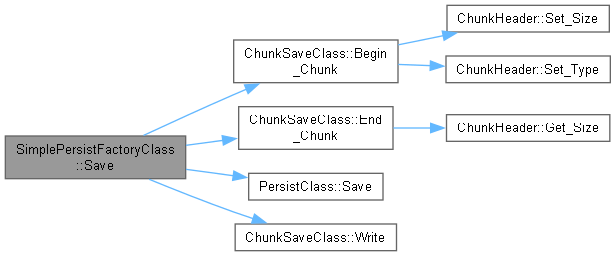 SimplePersistFactoryClass
::Save
ChunkSaveClass::Begin
_Chunk
ChunkHeader::Set_Size
ChunkHeader::Set_Type
ChunkSaveClass::End
_Chunk
ChunkHeader::Get_Size
PersistClass::Save
ChunkSaveClass::Write